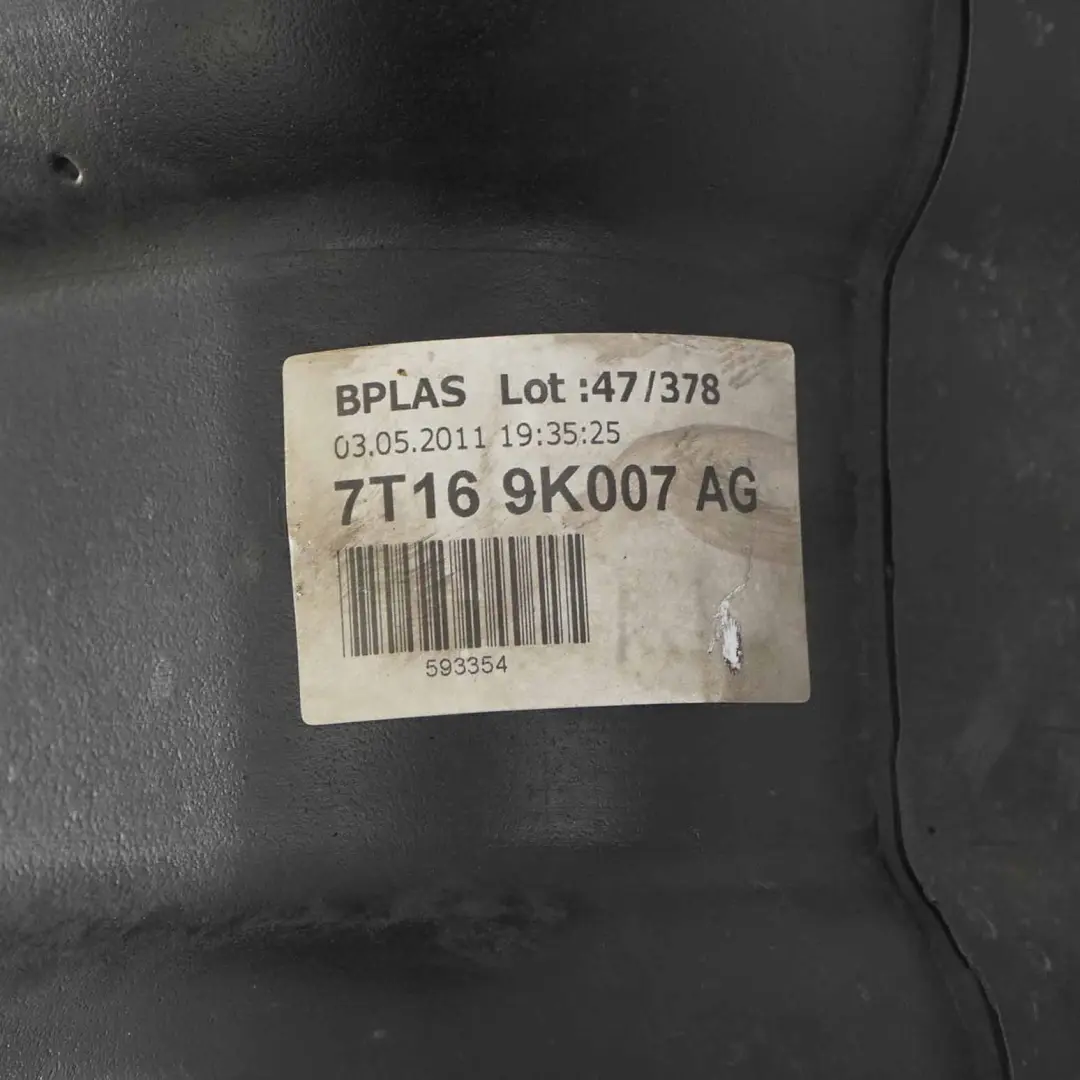 BPLAS Lot :47/378
03.05.2011 19:35:25
7T16 9K007 AG
593354